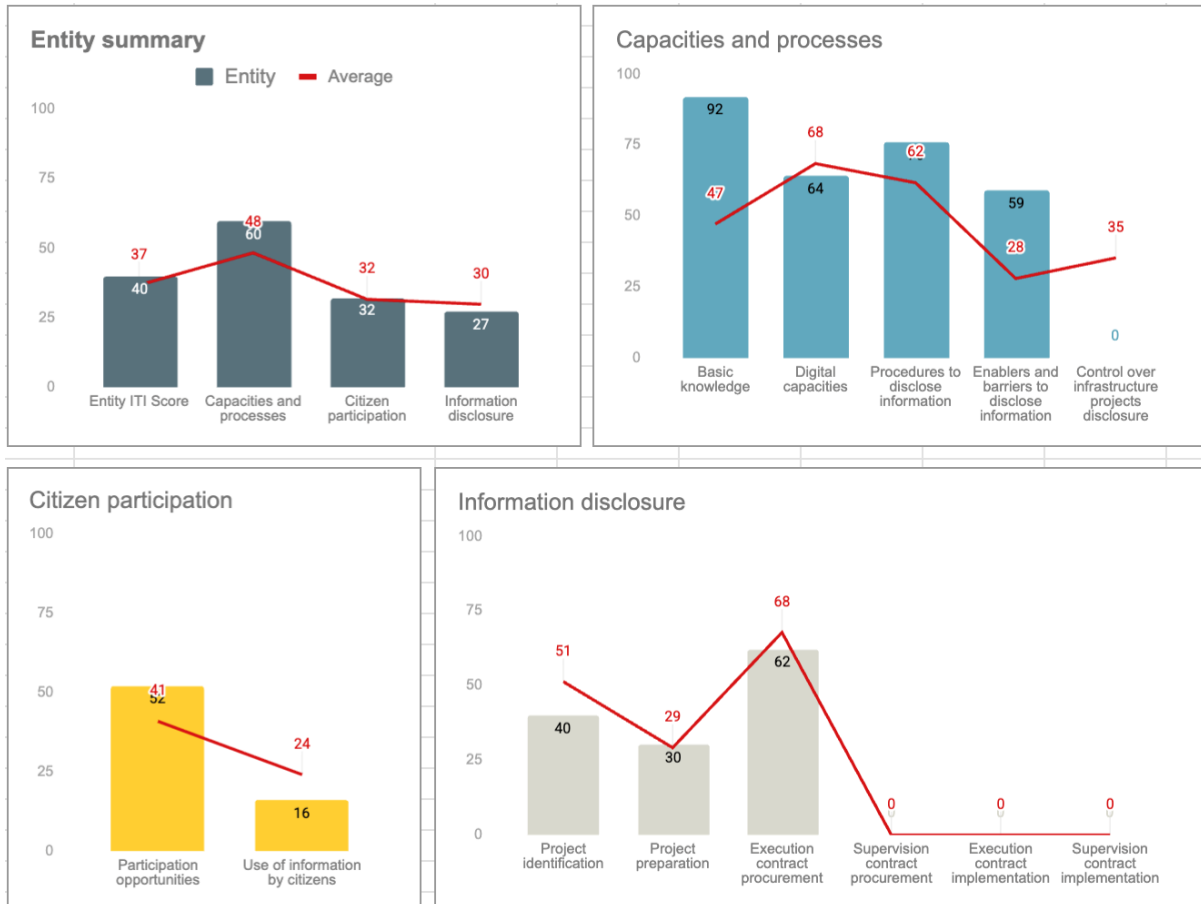 Entity summary
Entity
Average
100
75
50
25
0
37
40
48
60
32
32
30
27
Entity ITI Score
Capacities and
processes
Citizen
participation
Information
disclosure
Capacities and processes
100
75
50
25
0
92
47
68
64
62
59
28
35
0
Basic
knowledge
Digital
capacities
Procedures to
disclose
information
Enablers and
barriers to
disclose
information
Control over
infrastructure
projects
disclosure
Citizen participation
100
75
50
25
0
41
52
24
16
Participation
opportunities
Use of information
by citizens
Information disclosure
100
75
50
25
0
51
40
29
30
68
62
0
0
0
Project
identification
Project
preparation
Execution
contract
procurement
Supervision
contract
procurement
Execution
contract
implementation
Supervision
contract
implementation